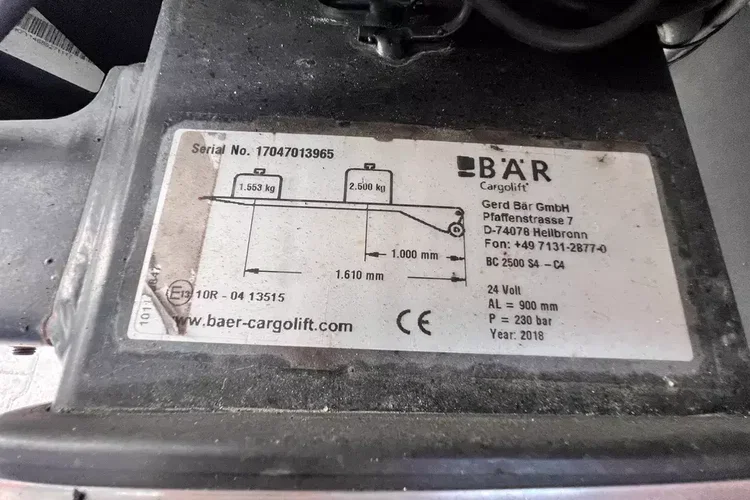 Serial No. 17047013965
1.553 kg
2.500 kg
1.000 mm
1.610 mm
10R - 04 13515
www.baer-cargolift.com
CE
BÄR
Cargolift
Gerd Bär GmbH
Pfaffenstrasse 7
D-74078 Heilbronn
Fon: +49 7131-2877-0
BC 2500 S4 - C4
24 Volt
AL = 900 mm
P = 230 bar
Year: 2018